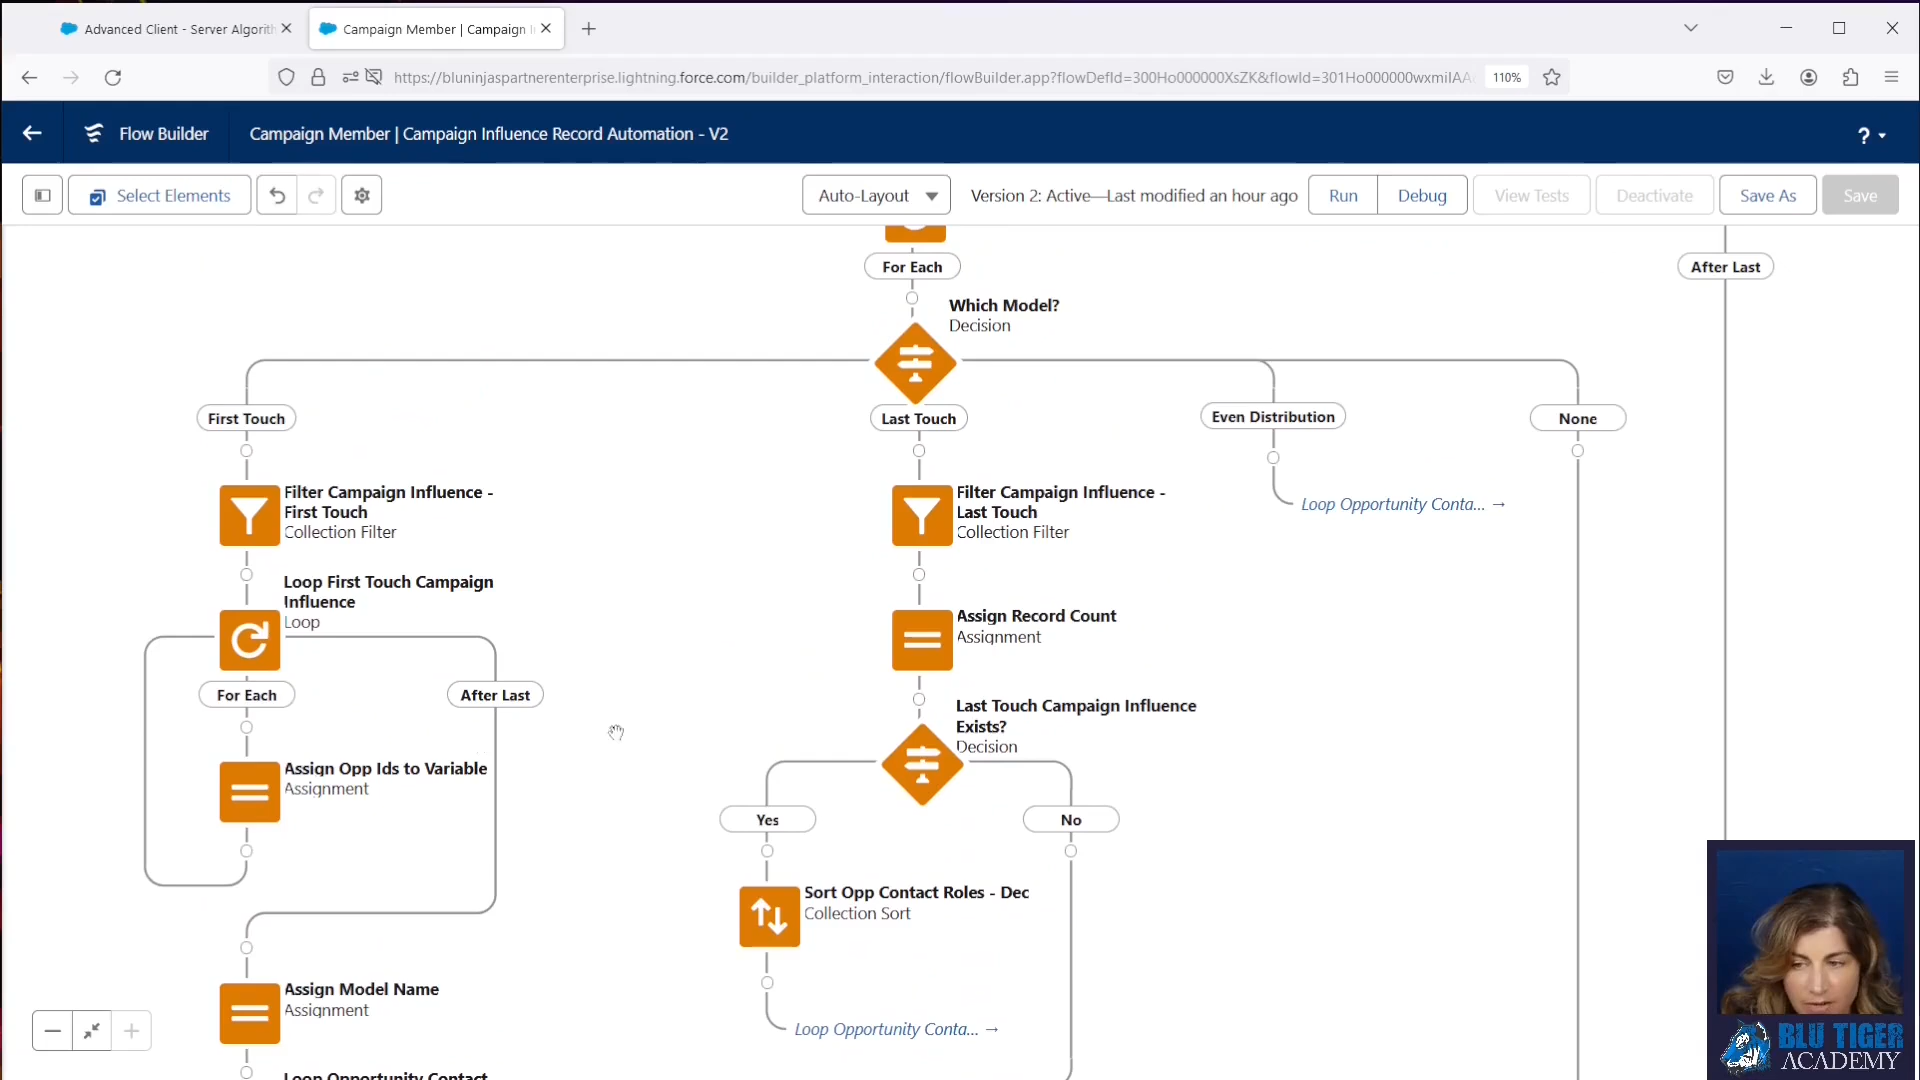 Advanced Client - Server Algorith
Campaign Member | Campaign I
https://bluninjaspartnerenterprise.lightning.force.com/builder_platform_interaction/flowBuilder.app?flowDefId=300Ho000000XsZK&flowId=301Ho000000wxmiIAA
110%
Flow Builder
Campaign Member | Campaign Influence Record Automation - V2
?
Select Elements
Auto-Layout
Version 2: Active—Last modified an hour ago
Run
Debug
View Tests
Deactivate
Save As
Save
For Each
After Last
Which Model?
Decision
First Touch
Last Touch
Even Distribution
None
Filter Campaign Influence -
First Touch
Collection Filter
Filter Campaign Influence -
Last Touch
Collection Filter
Loop Opportunity Conta... →
Loop First Touch Campaign
Influence
Loop
Assign Record Count
Assignment
For Each
After Last
Last Touch Campaign Influence
Exists?
Decision
Assign Opp Ids to Variable
Assignment
Yes
No
Sort Opp Contact Roles - Dec
Collection Sort
Assign Model Name
Assignment
Loop Opportunity Conta... →
Loop Opportunity Contact
BLU TIGER
ACADEMY